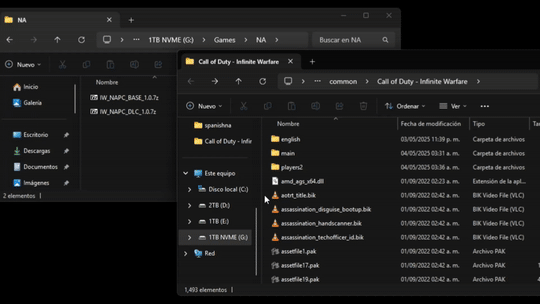 NA
1TB NVME (G:) > Games > NA >
Buscar en NA
Nuevo
Nombre
Inicio
Galería
IW_NAPC_BASE_1.0.7z
IW_NAPC_DLC_1.0.7z
Escritorio
Descargas
Documentos
Imágenes
2 elementos
Call of Duty - Infinite Warfare
common > Call of Duty - Infinite Warfare >
Nuevo
Ordenar
Ver
Nombre
Fecha de modificación
Tipo
spanishna
Call of Duty - Infir
Este equipo
Disco local (C:)
2TB (D:)
1TB (E:)
1TB NVME (G:)
Red
english 03/05/2025 11:39 p. m. Carpeta de archivos
main 04/05/2025 03:31 a. m. Carpeta de archivos
players2 04/05/2025 03:36 a. m. Carpeta de archivos
amd_ags_x64.dll 01/09/2022 02:23 a. m. Extensión de la apl...
aotrt_title.bik 01/09/2022 02:42 a. m. BIK Video File (VLC)
assassination_disguise_bootup.bik 01/09/2022 02:42 a. m. BIK Video File (VLC)
assassination_handscanner.bik 01/09/2022 02:42 a. m. BIK Video File (VLC)
assassination_techofficer_id.bik 01/09/2022 02:42 a. m. BIK Video File (VLC)
assetfile1.pak 01/09/2022 02:42 a. m. Archivo PAK
assetfile17.pak 01/09/2022 02:42 a. m. Archivo PAK
assetfile19.pak 01/09/2022 02:42 a. m. Archivo PAK
1,493 elementos